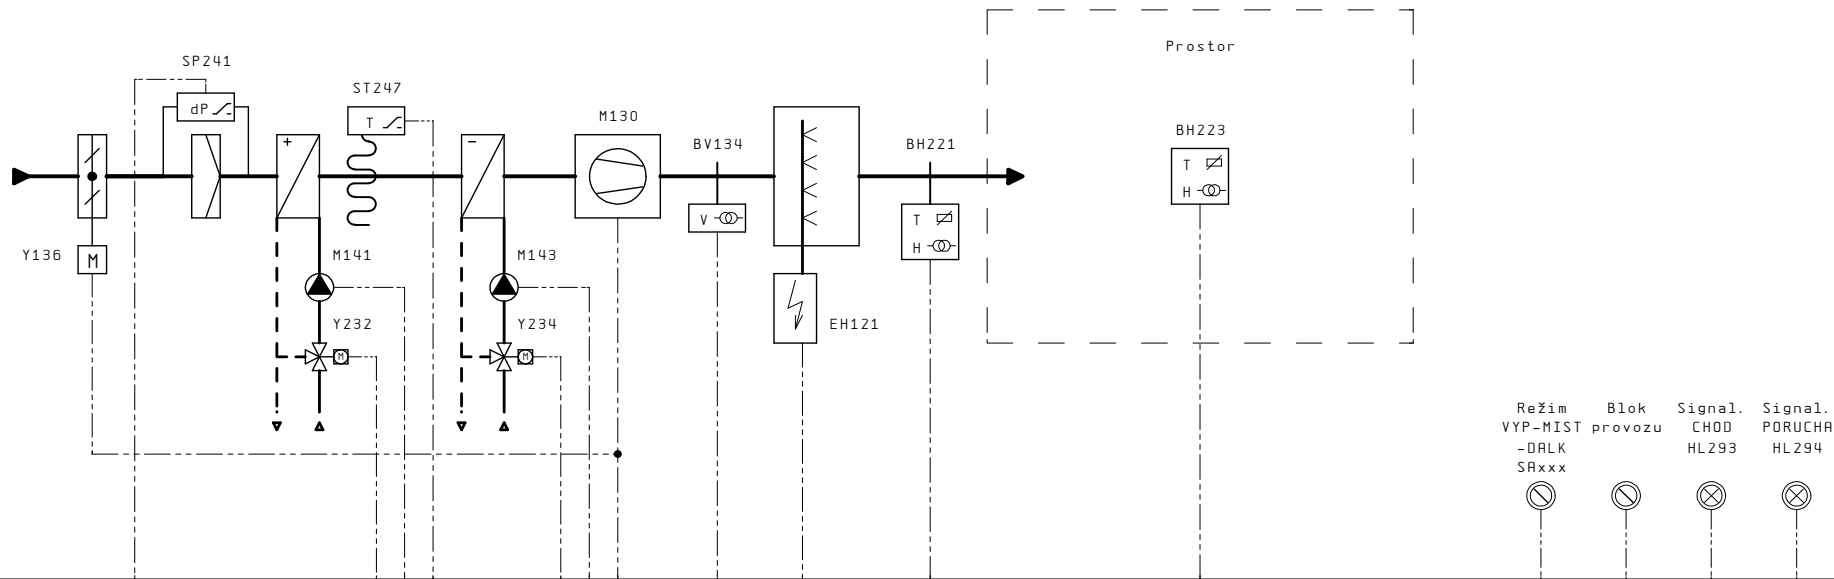 Prostor
SP241
dP
ST247
T
M130
BV134
BH221
BH223
T
H
+
-
V
T
H
Y136
M
M141
M143
Y232
Y234
M
M
EH121
Režim
VYP-MIST
-DALK
SAxxx
Blok
provozu
Signal.
CHOD
HL293
Signal.
PORUCHA
HL294